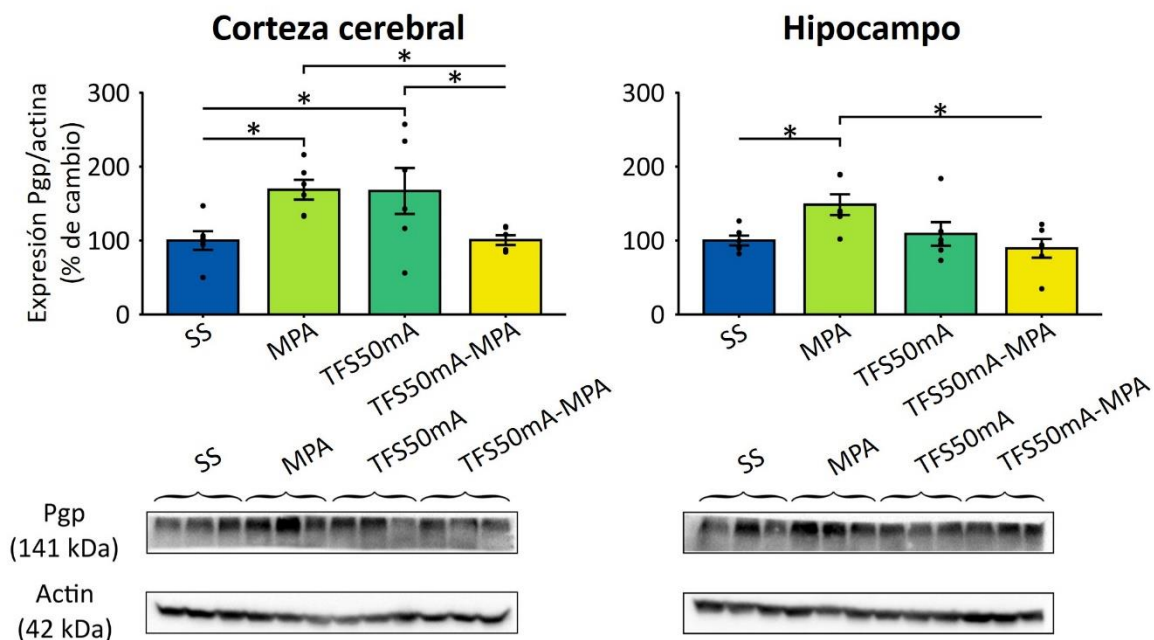 Corteza cerebral
Expresión Pgp/actina
(% de cambio)
300
200
100
0
*
*
*
*
SS
MPA
TFS50mA
TFS50mA-MPA
Hipocampo
300
200
100
0
*
*
SS
MPA
TFS50mA
TFS50mA-MPA
SS
MPA
TFS50mA
TFS50mA-MPA
SS
MPA
TFS50mA
TFS50mA-MPA
Pgp
(141 kDa)
Actin
(42 kDa)